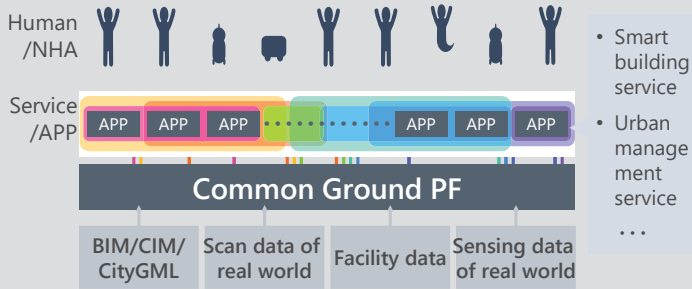 Human
/NHA
Service
/APP
APP APP APP APP APP APP
Common Ground PF
BIM/CIM/
CityGML
Scan data of
real world
Facility data
Sensing data
of real world
• Smart
building
service
• Urban
manage
ment
service
...